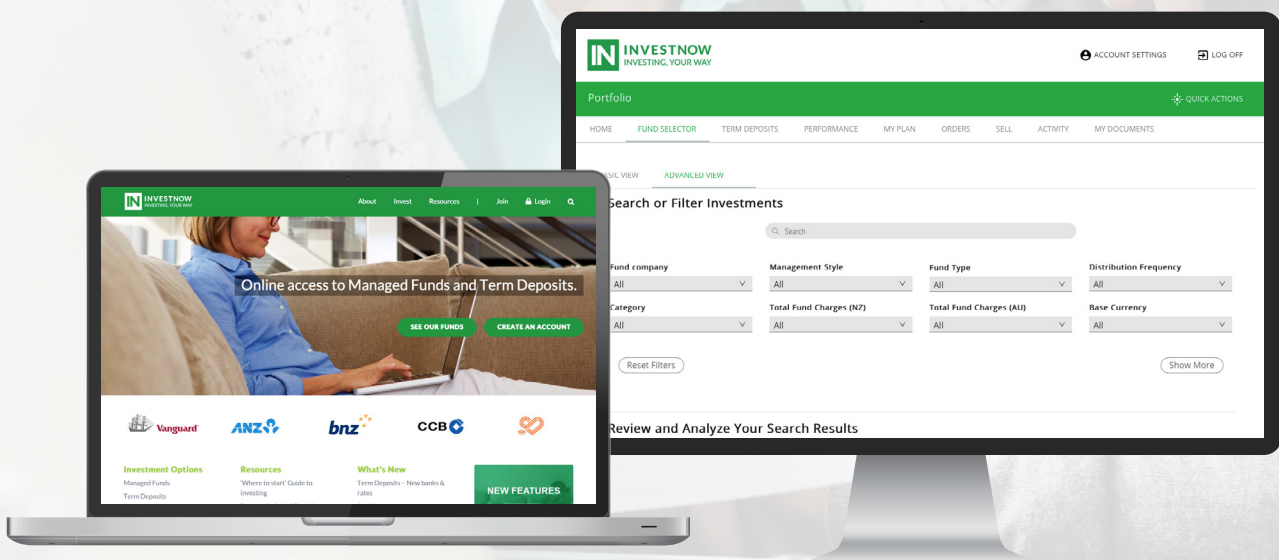 IN INVESTNOW
INVESTING, YOUR WAY
ACCOUNT SETTINGS
LOG OFF
Portfolio
QUICK ACTIONS
HOME FUND SELECTOR TERM DEPOSITS PERFORMANCE MY PLAN ORDERS SELL ACTIVITY MY DOCUMENTS
VIEW ADVANCED VIEW
Search or Filter Investments
Search
Fund company Management Style Fund Type Distribution Frequency
All All All All
Category Total Fund Charges (NZ) Total Fund Charges (AU) Base Currency
All All All All
Reset Filters Show More
Review and Analyze Your Search Results
IN INVESTNOW
INVESTING, YOUR WAY
About Invest Resources | Join Login
Online access to Managed Funds and Term Deposits.
SEE OUR FUNDS CREATE AN ACCOUNT
Vanguard ANZ bnz CCB
Investment Options Resources What's New
Managed Funds 'Where to start' Guide to Term Deposits – New banks &
Term Deposits investing rates
NEW FEATURES